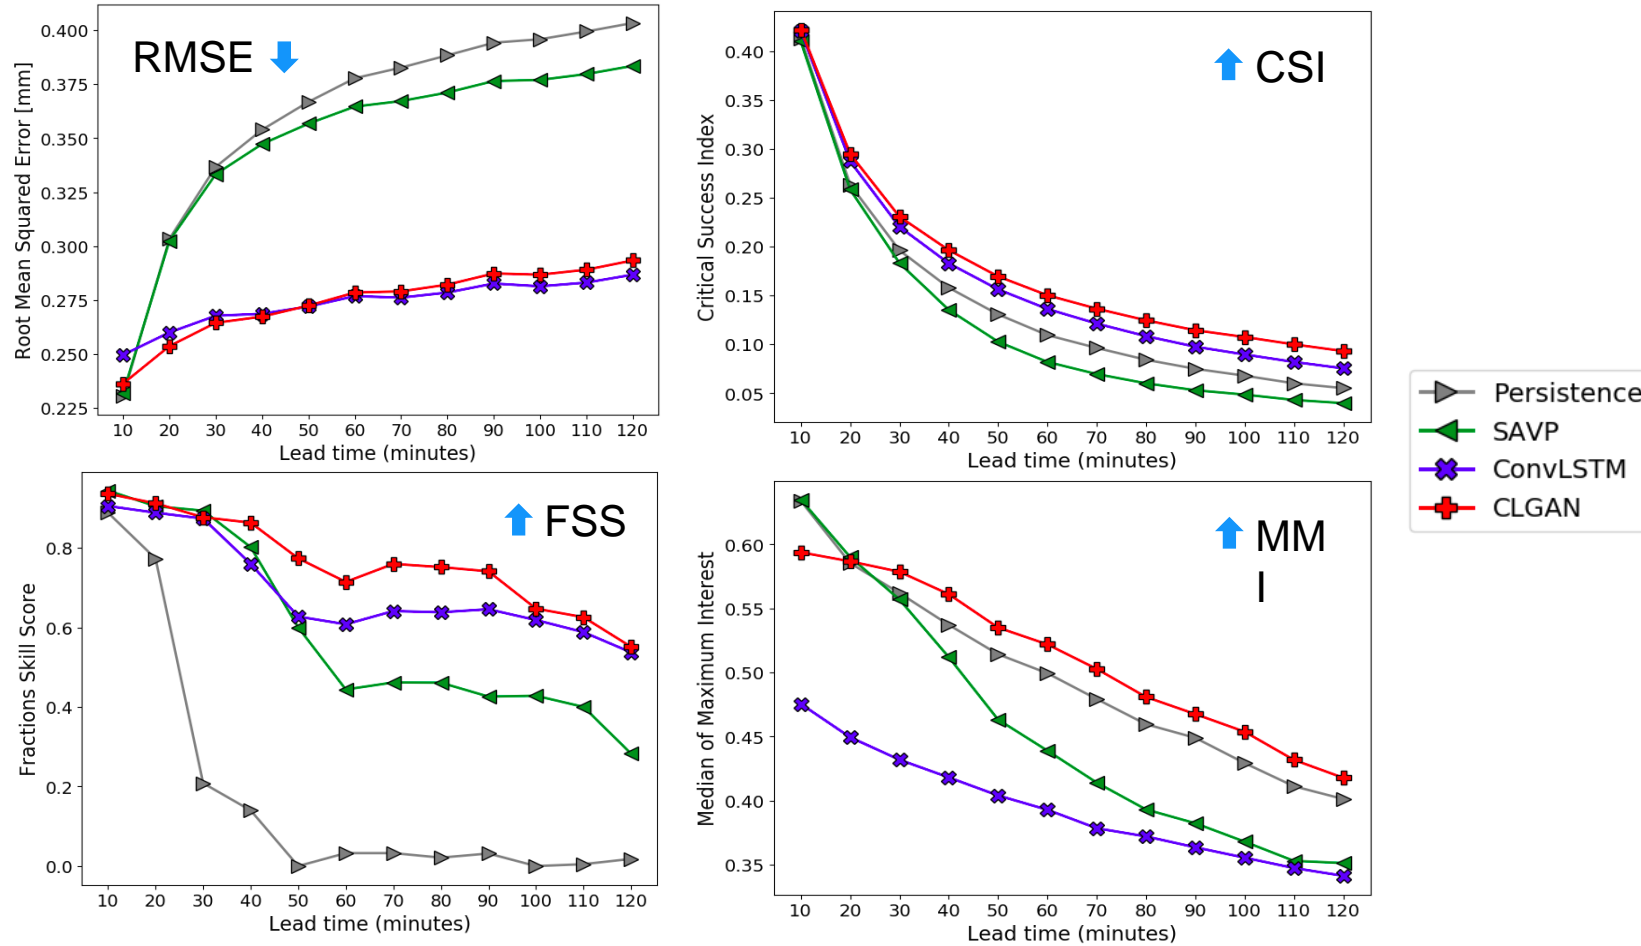 RMSE
Root Mean Squared Error [mm]
0.400
0.375
0.350
0.325
0.300
0.275
0.250
0.225
10 20 30 40 50 60 70 80 90 100 110 120
Lead time (minutes)
CSI
Critical Success Index
0.40
0.35
0.30
0.25
0.20
0.15
0.10
0.05
10 20 30 40 50 60 70 80 90 100 110 120
Lead time (minutes)
Persistence
SAVP
ConvLSTM
CLGAN
FSS
Fractions Skill Score
0.8
0.6
0.4
0.2
0.0
10 20 30 40 50 60 70 80 90 100 110 120
Lead time (minutes)
MM
I
Median of Maximum Interest
0.60
0.55
0.50
0.45
0.40
0.35
10 20 30 40 50 60 70 80 90 100 110 120
Lead time (minutes)